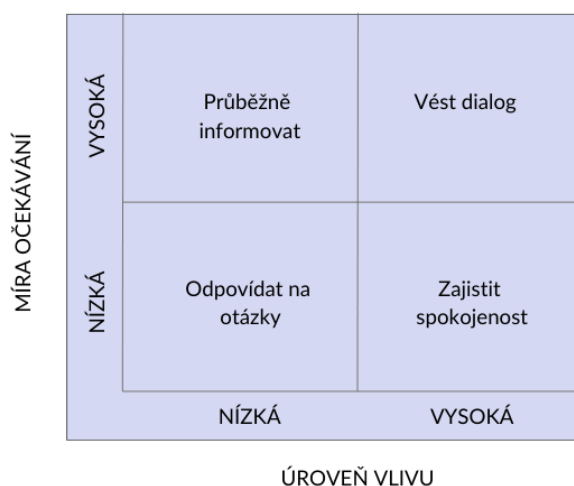 MÍRA OČEKÁVÁNÍ
VYSOKÁ
Průběžně
informovat
Vést dialog
NÍZKÁ
Odpovídat na
otázky
Zajistit
spokojenost
NÍZKÁ
VYSOKÁ
ÚROVEŇ VLIVU